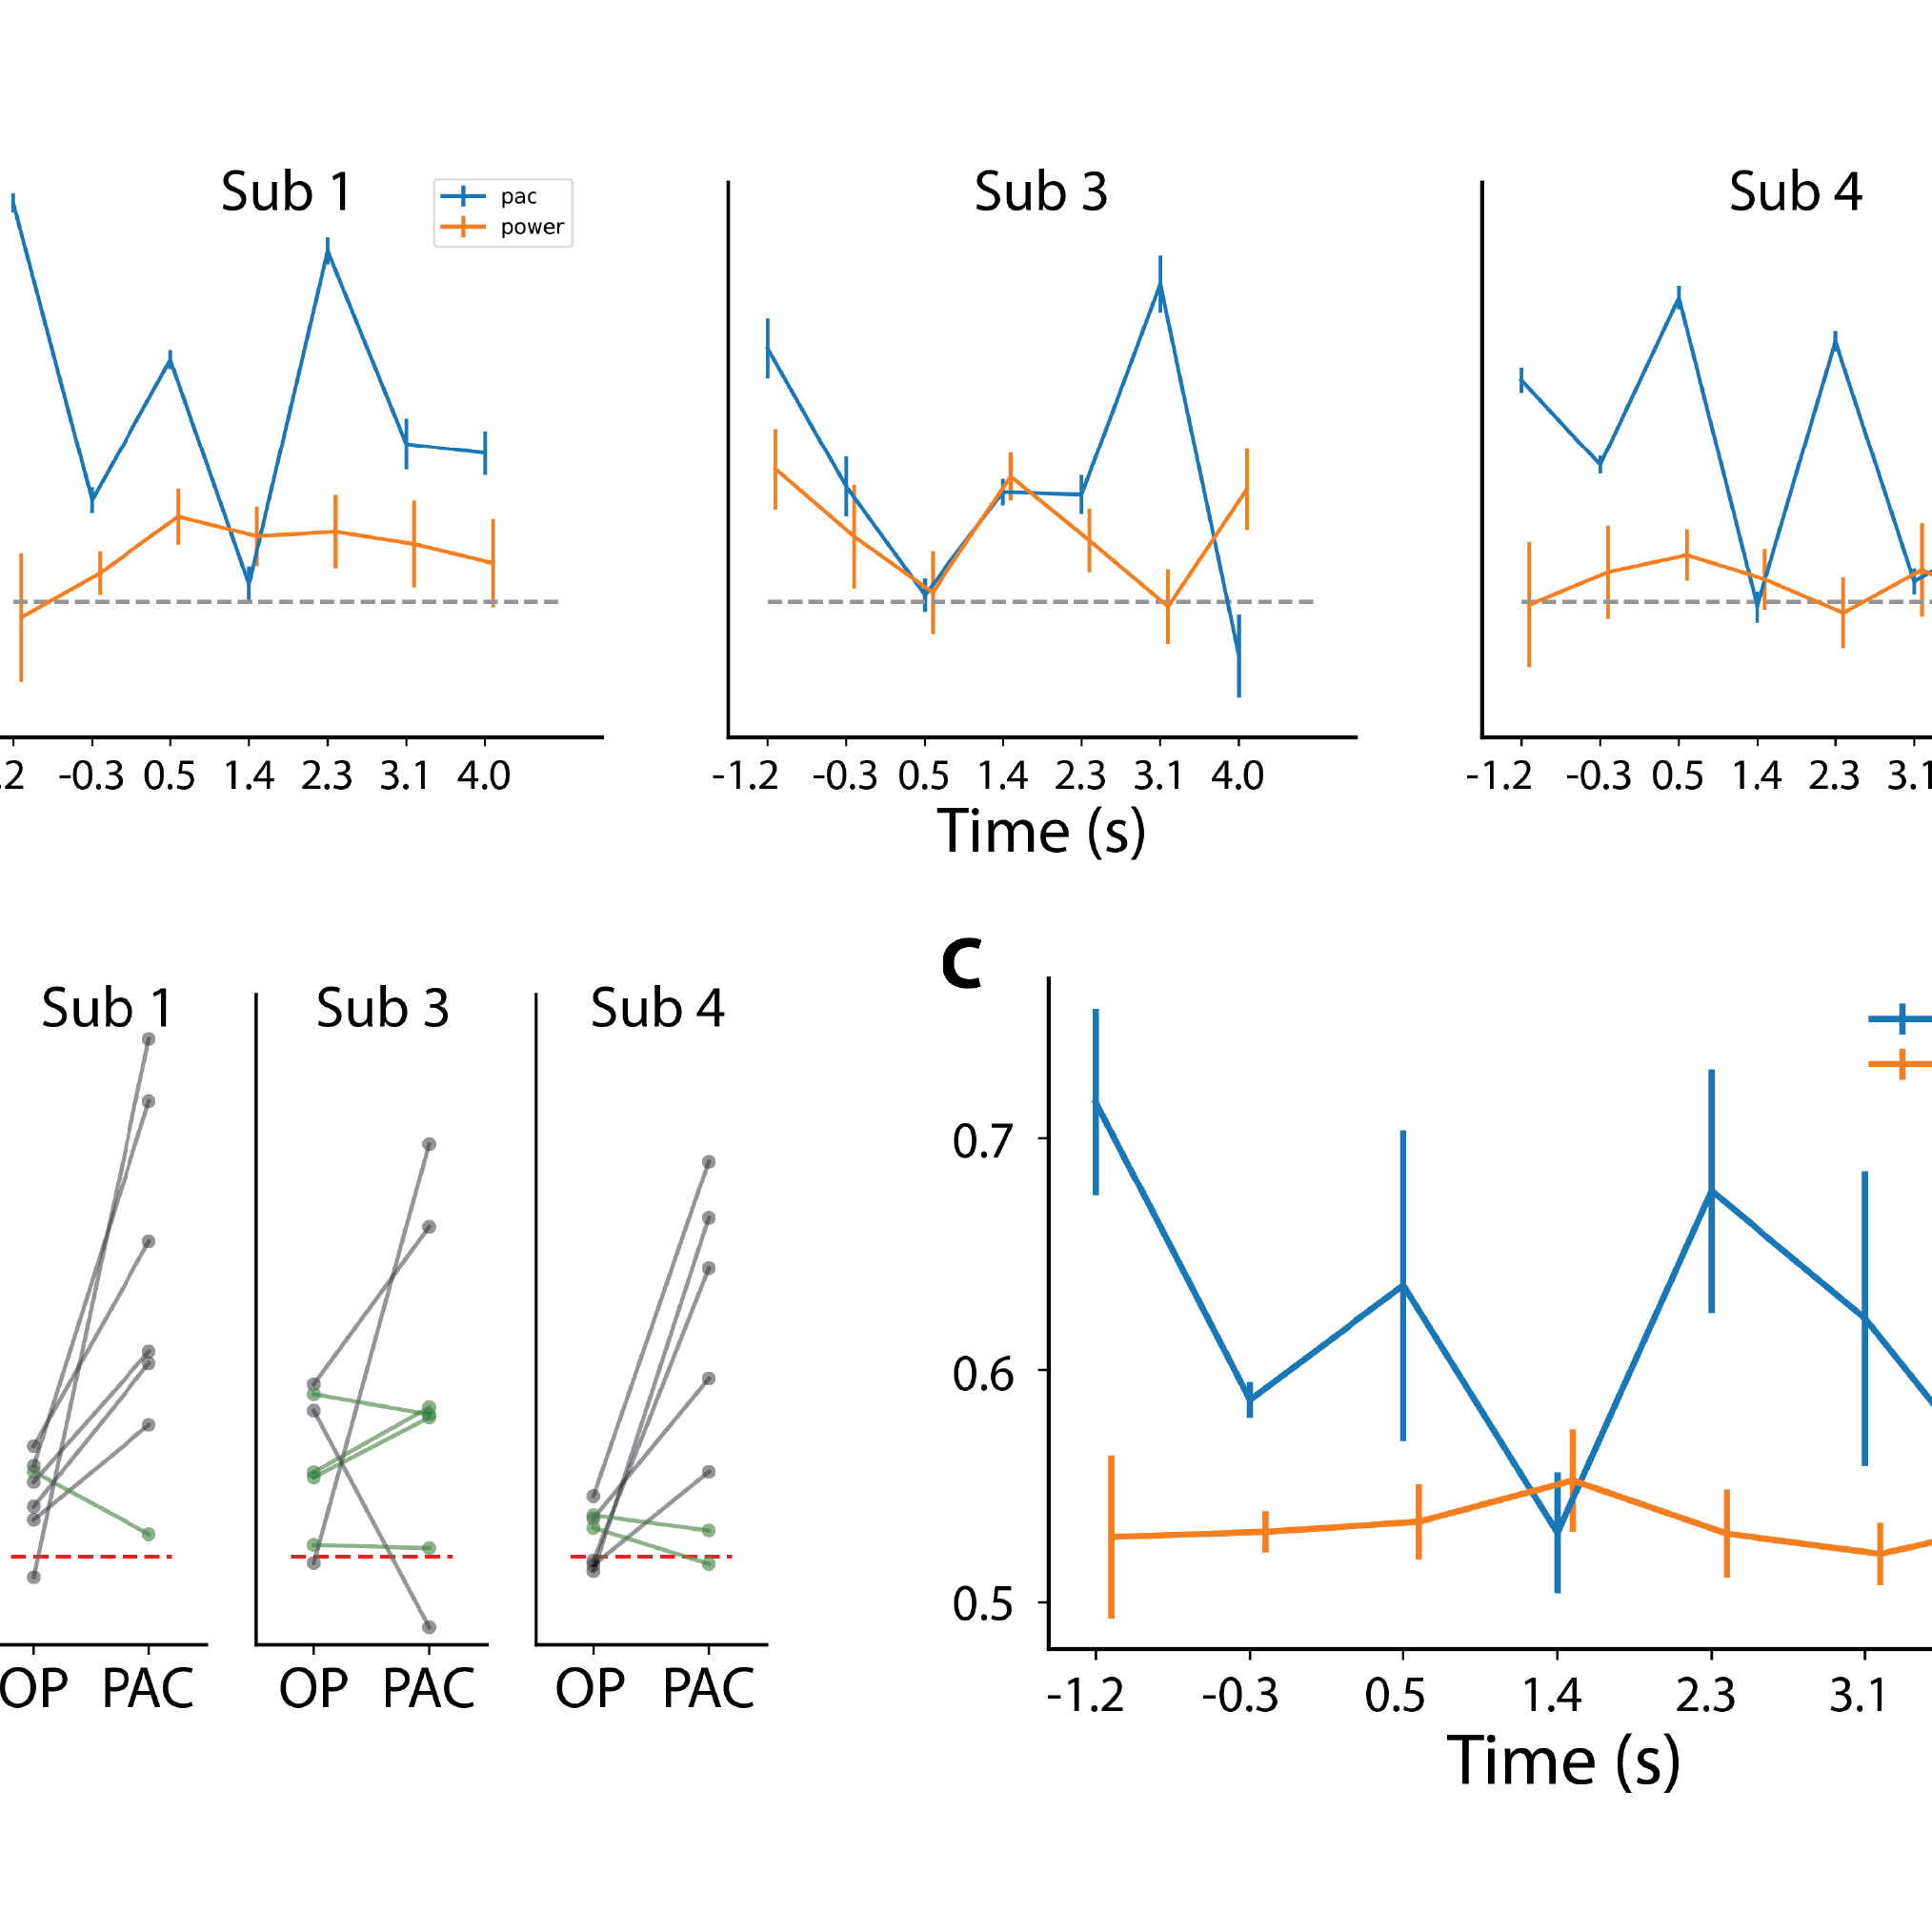 Sub 1
pac
power
Sub 3
Sub 4
.2 -0.3 0.5 1.4 2.3 3.1 4.0
-1.2 -0.3 0.5 1.4 2.3 3.1 4.0
-1.2 -0.3 0.5 1.4 2.3 3.1
Time (s)
Sub 1
Sub 3
Sub 4
OP PAC
OP PAC
OP PAC
C
0.7
0.6
0.5
-1.2 -0.3 0.5 1.4 2.3 3.1
Time (s)